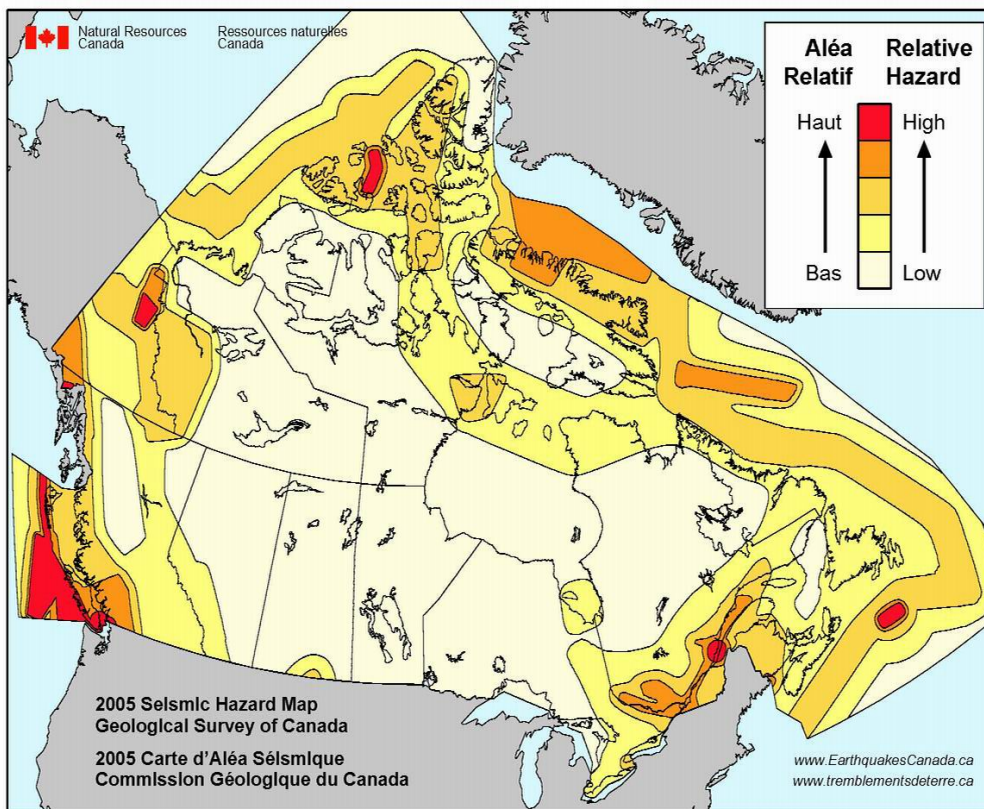 Natural Resources
Canada
Ressources naturelles
Canada
Aléa
Relatif
Relative
Hazard
Haut
High
Bas
Low
2005 Seismic Hazard Map
Geological Survey of Canada
2005 Carte d'Aléa Séismique
Commission Géologique du Canada
www.EarthquakesCanada.ca
www.tremblementsdeterre.ca